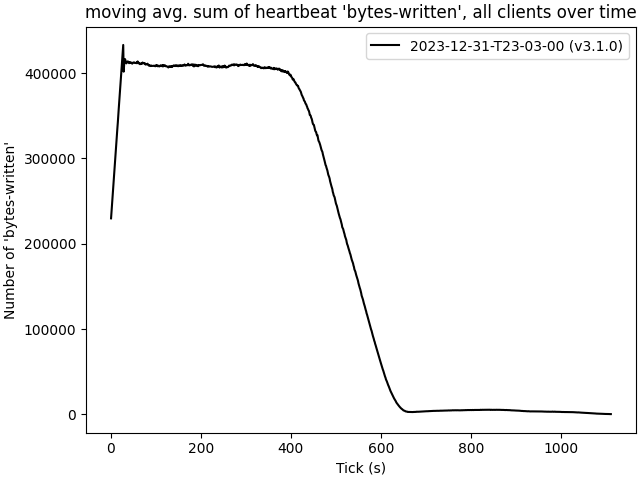 moving avg. sum of heartbeat 'bytes-written', all clients over time
2023-12-31-T23-03-00 (v3.1.0)
400000
300000
200000
100000
0
Number of 'bytes-written'
0 200 400 600 800 1000
Tick (s)